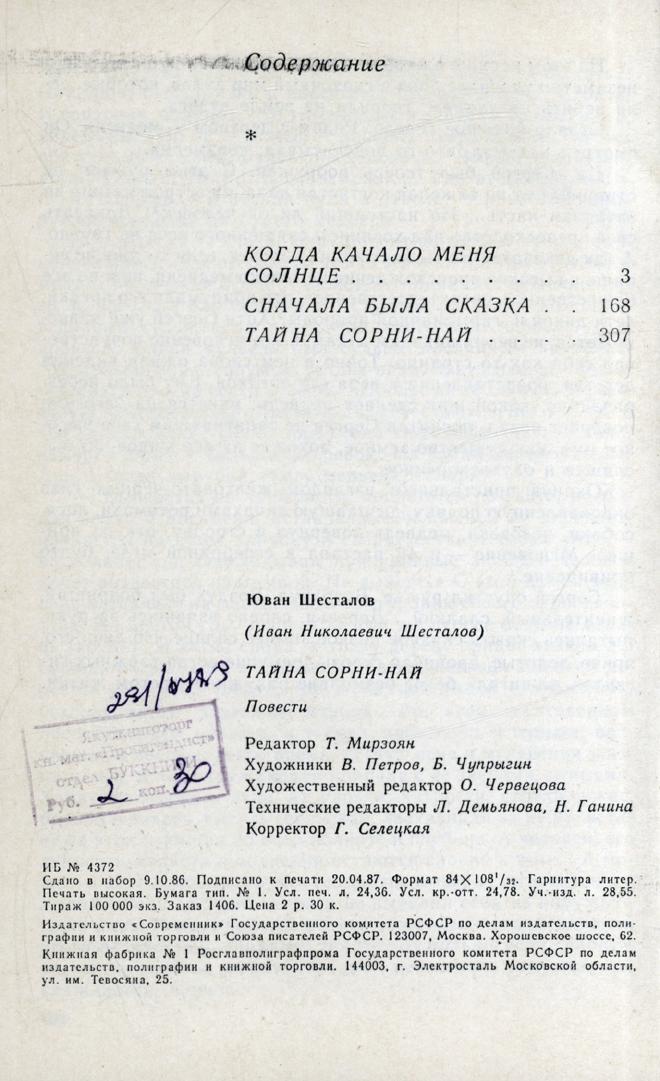 Содержание
*
КОГДА КАЧАЛО МЕНЯ
СОЛНЦЕ . . . . . . . 3
СНАЧАЛА БЫЛА СКАЗКА . . 168
ТАЙНА СОРНИ-НАЙ . . . . 307
Юван Шесталов
(Иван Николаевич Шесталов)
ТАЙНА СОРНИ-НАЙ
Повести
Якуткниготорг
кн. маг. «Пропагандист»
отдел БУККНИГИ
Руб. 2 коп. 30
Редактор Т. Мирзоян
Художники В. Петров, Б. Чупрыгин
Художественный редактор О. Червецова
Технические редакторы Л. Демьянова, Н. Ганина
Корректор Г. Селецкая
ИБ № 4372
Сдано в набор 9.10.86. Подписано к печати 20.04.87. Формат 84×108¹/₃₂. Гарнитура литер.
Печать высокая. Бумага тип. № 1. Усл. печ. л. 24,36. Усл. кр.-отт. 24,78. Уч.-изд. л. 28,55.
Тираж 100 000 экз. Заказ 1406. Цена 2 р. 30 к.
Издательство «Современник» Государственного комитета РСФСР по делам издательств, поли-
графии и книжной торговли и Союза писателей РСФСР. 123007, Москва. Хорошевское шоссе, 62.
Книжная фабрика № 1 Росглавполиграфпрома Государственного комитета РСФСР по делам
издательств, полиграфии и книжной торговли. 144003, г. Электросталь Московской области,
ул. им. Тевосяна, 25.